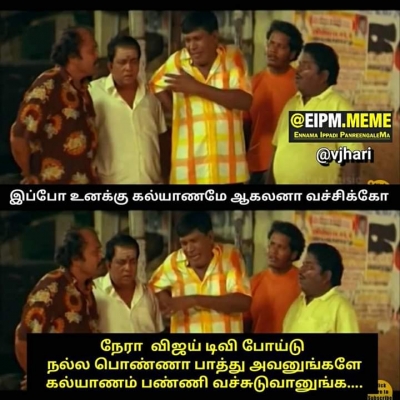 @EIPM.MEME
ENNAMA IPPADI PANREENGALEMA
@vjhari
இப்போ உனக்கு கல்யாணமே ஆகலனா வச்சிக்கோ
நேரா விஜய் டிவி போய்டு
நல்ல பொண்ணா பாத்து அவனுங்களே
கல்யாணம் பண்ணி வச்சுடுவானுங்க....